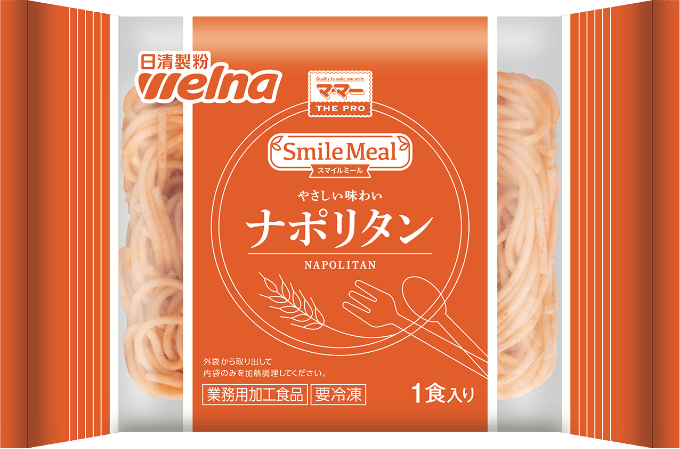 日清製粉
welna
Quality to make you smile
マ・マー
THE PRO
Smile Meal
スマイルミール
やさしい味わい
ナポリタン
NAPOLITAN
外袋から取り出して
内袋のみを加熱調理してください。
業務用加工食品 要冷凍
1食入り